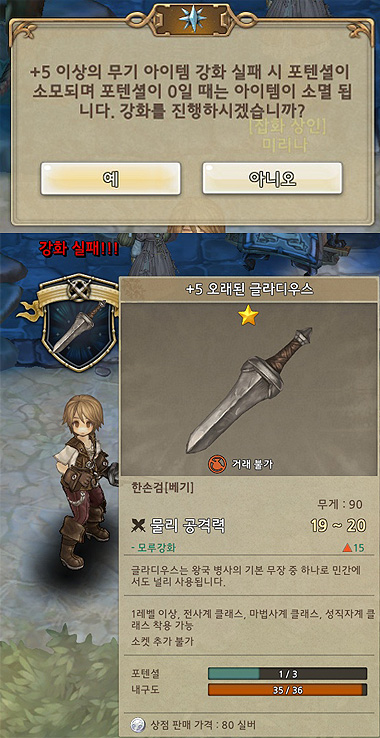 +5 이상의 무기 아이템 강화 실패 시 포텐셜이
소모되며 포텐셜이 0일 때는 아이템이 소멸 됩
니다. 강화를 진행하시겠습니까?
[잡화 상인]
미리나
예
아니오
강화 실패!!!
+5 오래된 글라디우스
거래 불가
한손검[베기]
무게 : 90
물리 공격력 19 ~ 20
- 모루강화 ▲15
글라디우스는 왕국 병사의 기본 무장 중 하나로 민간에
서도 널리 사용됩니다.
1레벨 이상, 전사계 클래스, 마법사계 클래스, 성직자계 클
래스 착용 가능
소켓 추가 불가
포텐셜 1 / 3
내구도 35 / 36
상점 판매 가격 : 80 실버